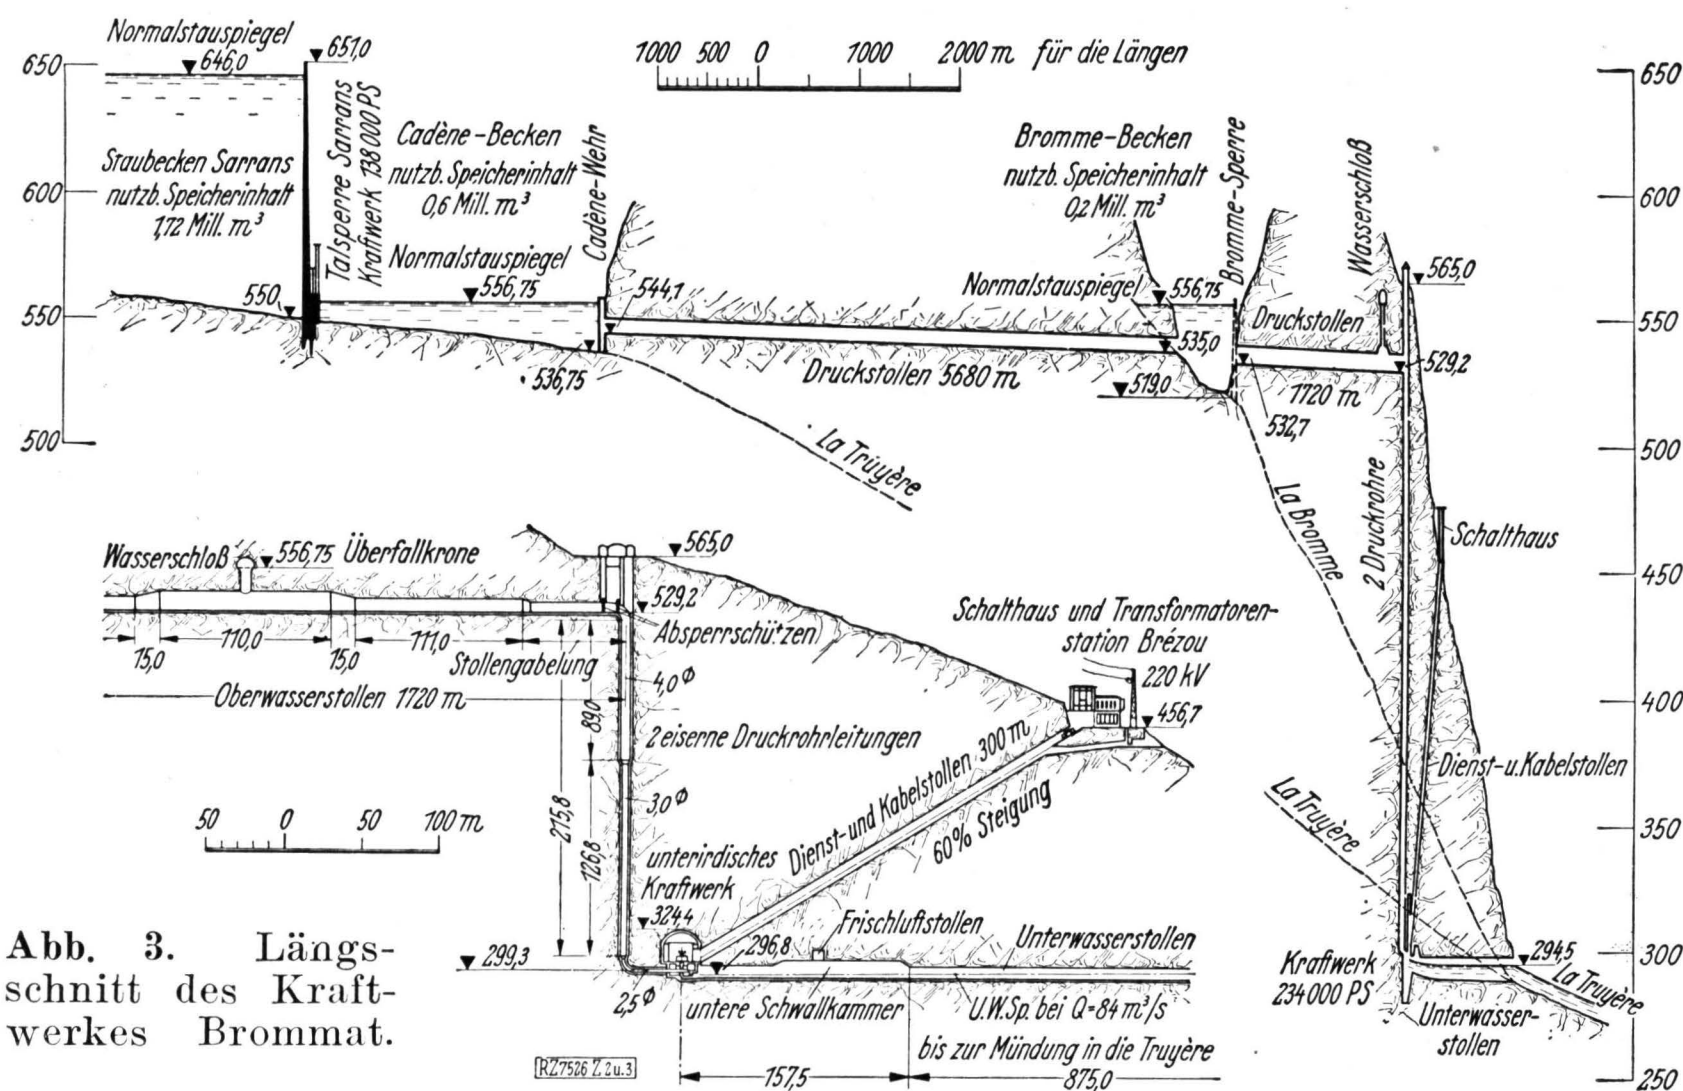 Normalstauspiegel
646,0
651,0
650
600
550
500
Staubecken Sarrans
nutzb. Speicherinhalt
1,72 Mill. m³
Talsperre Sarrans
Kraftwerk 138000 PS
550
Cadène-Becken
nutzb. Speicherinhalt
0,6 Mill. m³
Normalstauspiegel
556,75
Cadène-Wehr
544,1
536,75
1000 500 0 1000 2000 m für die Längen
Bromme-Becken
nutzb. Speicherinhalt
0,2 Mill. m³
Normalstauspiegel
556,75
Bromme-Sperre
Wasserschloß
565,0
Druckstollen
535,0
529,2
Druckstollen 5680 m
519,0
1720 m
532,7
La Truyère
La Bromme
2 Druckrohre
Schalthaus
Dienst-u. Kabelstollen
La Truyère
Kraftwerk
234000 PS
294,5
La Truyère
Unterwasser-
stollen
650
600
550
500
450
400
350
300
250
Wasserschloß
556,75
Überfallkrone
565,0
529,2
Absperrschützen
15,0
110,0
15,0
111,0
Stollengabelung
Oberwasserstollen 1720 m
4,0 ø
89,0
2 eiserne Druckrohrleitungen
3,0 ø
215,8
126,8
50 0 50 100 m
Schalthaus und Transformatoren-
station Brézou
220 kV
456,7
Dienst- und Kabelstollen 300 m
60% Steigung
unterirdisches
Kraftwerk
324,4
Frischluftstollen
299,3
296,8
Unterwasserstollen
2,5 ø
untere Schwallkammer
U.W.Sp. bei Q=84 m³/s
bis zur Mündung in die Truyère
157,5
875,0
RZ7526 Z.2u.3
Abb. 3. Längs-
schnitt des Kraft-
werkes Brommat.